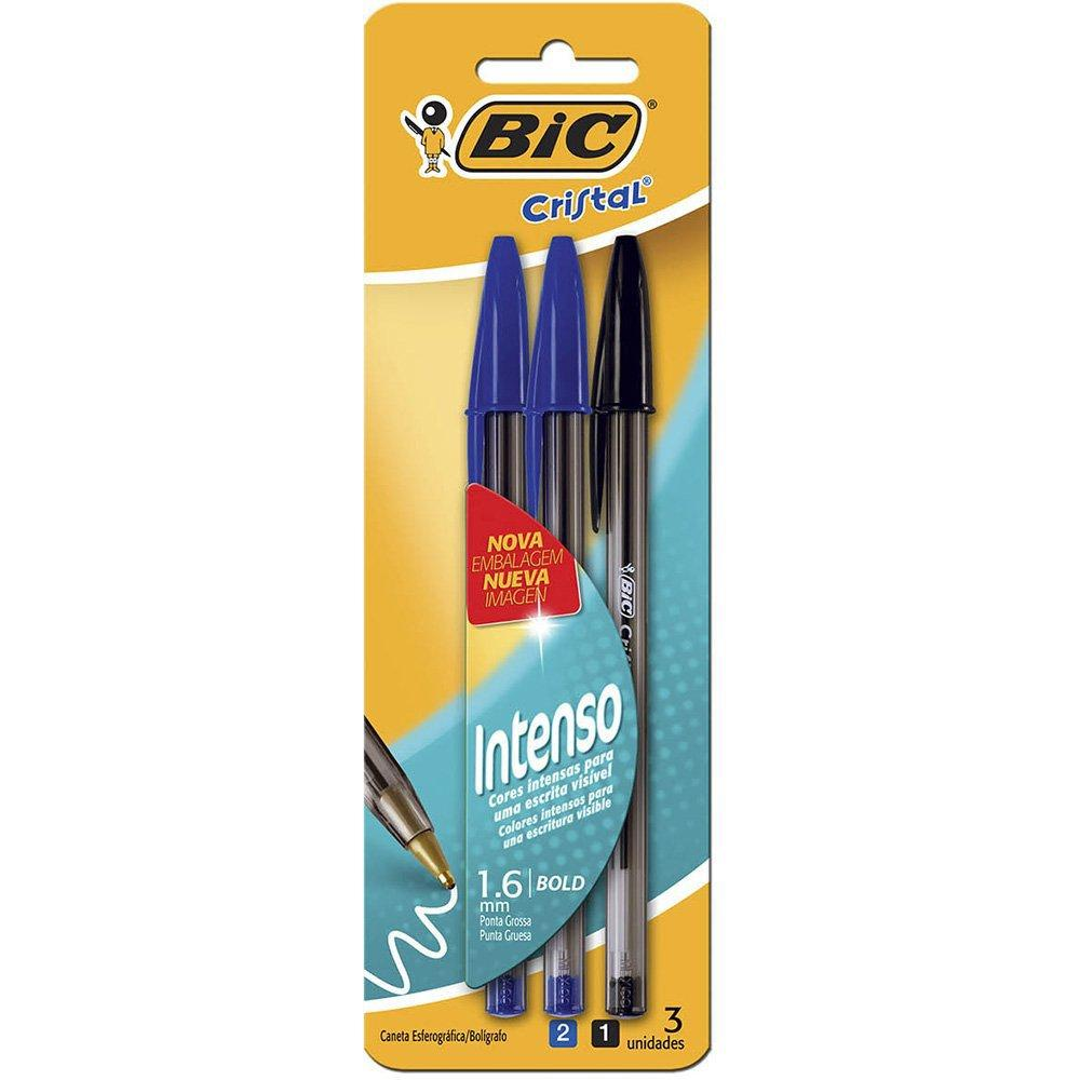 BiC®
Cristal®
NOVA
EMBALAGEM
NUEVA
IMAGEN
BiC Cri
Intenso
Cores intensas para
uma escrita visível
Colores intensos para
una escritura visible
1.6 | BOLD
mm
Ponta Grossa
Punta Gruesa
Caneta Esferográfica/Bolígrafo
2 1 3
unidades